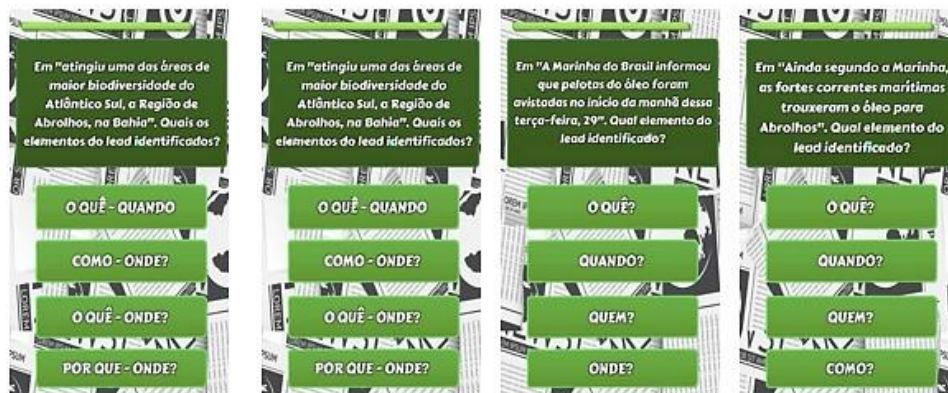 Em "atingiu uma das áreas de
maior biodiversidade do
Atlântico Sul, a Região de
Abrolhos, na Bahia". Quais os
elementos do lead identificados?
O QUÊ - QUANDO
COMO - ONDE?
O QUÊ - ONDE?
POR QUE - ONDE?
Em "atingiu uma das áreas de
maior biodiversidade do
Atlântico Sul, a Região de
Abrolhos, na Bahia". Quais os
elementos do lead identificados?
O QUÊ - QUANDO
COMO - ONDE?
O QUÊ - ONDE?
POR QUE - ONDE?
Em "A Marinha do Brasil informou
que pelotas do óleo foram
avistadas no início da manhã dessa
terça-feira, 29". Qual elemento do
lead identificado?
O QUÊ?
QUANDO?
QUEM?
ONDE?
Em "Ainda segundo a Marinha,
as fortes correntes marítimas
trouxeram o óleo para
Abrolhos". Qual elemento do
lead identificado?
O QUÊ?
QUANDO?
QUEM?
COMO?